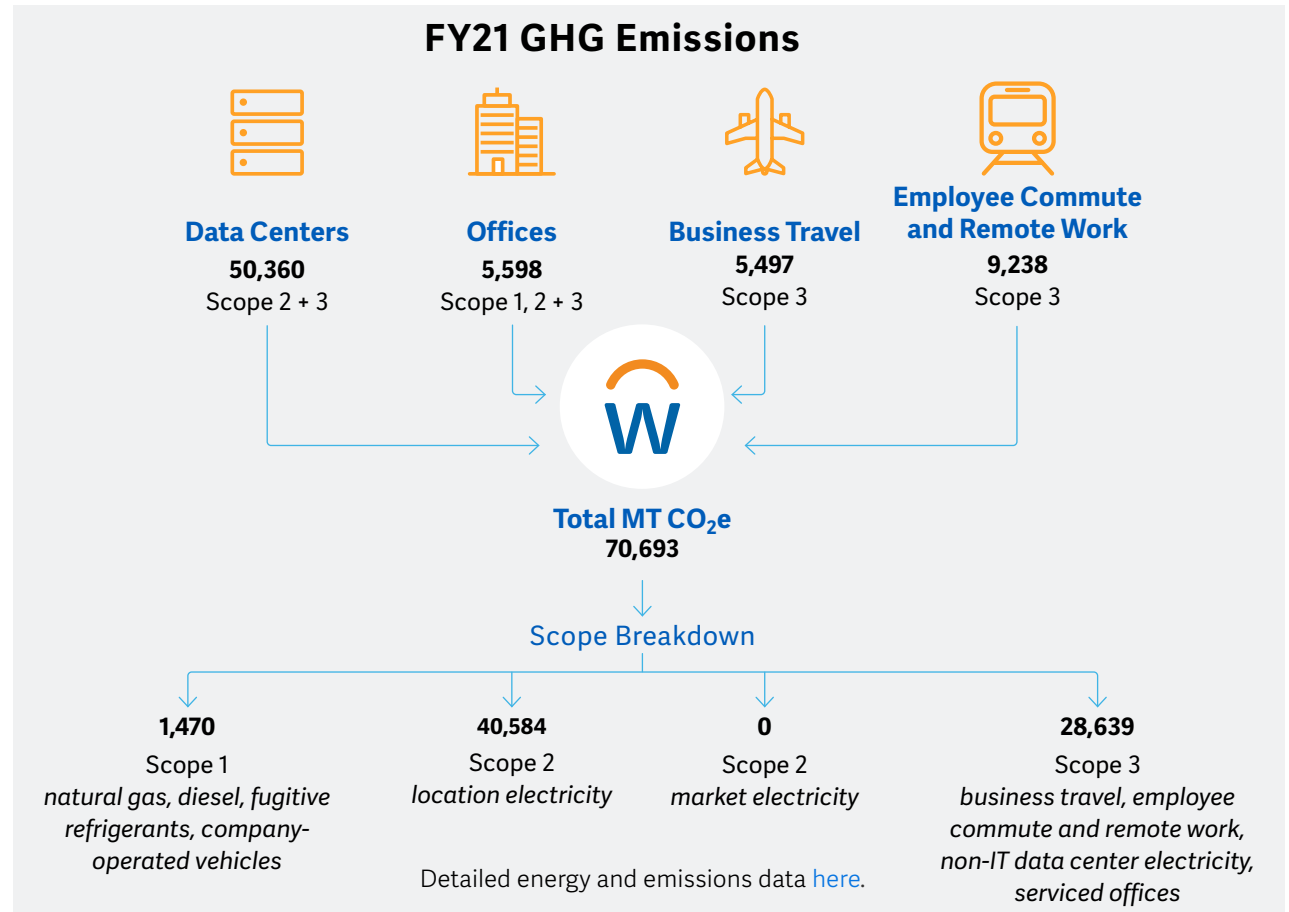 FY21 GHG Emissions
Data Centers
50,360
Scope 2 + 3
Offices
5,598
Scope 1, 2 + 3
Business Travel
5,497
Scope 3
Employee Commute
and Remote Work
9,238
Scope 3
W
Total MT CO₂e
70,693
Scope Breakdown
1,470
Scope 1
natural gas, diesel, fugitive
refrigerants, company-
operated vehicles
40,584
Scope 2
location electricity
0
Scope 2
market electricity
28,639
Scope 3
business travel, employee
commute and remote work,
non-IT data center electricity,
serviced offices
Detailed energy and emissions data here.